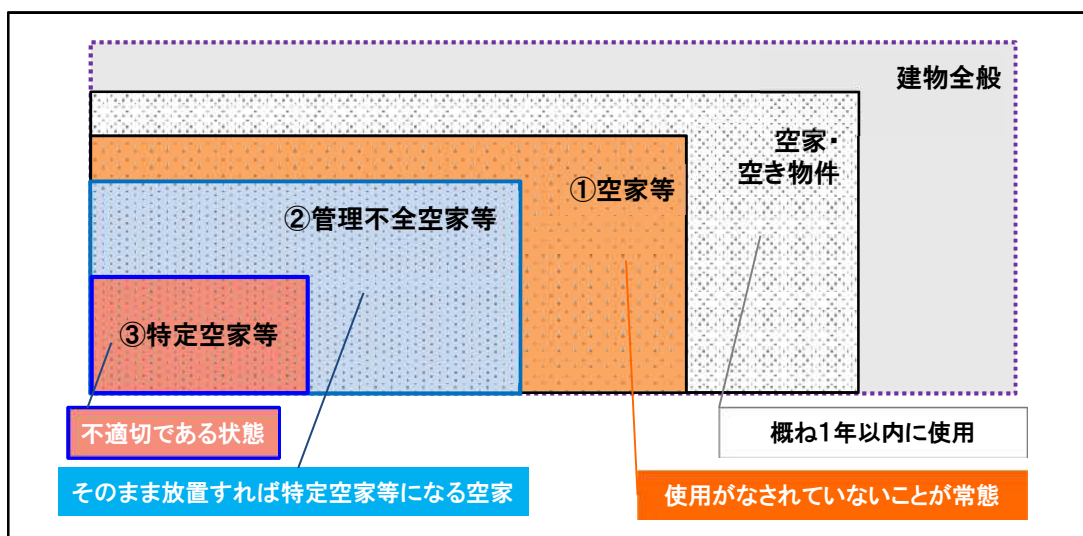 建物全般
空家・
空き物件
①空家等
②管理不全空家等
③特定空家等
不適切である状態
概ね1年以内に使用
そのまま放置すれば特定空家等になる空家
使用がなされていないことが常態